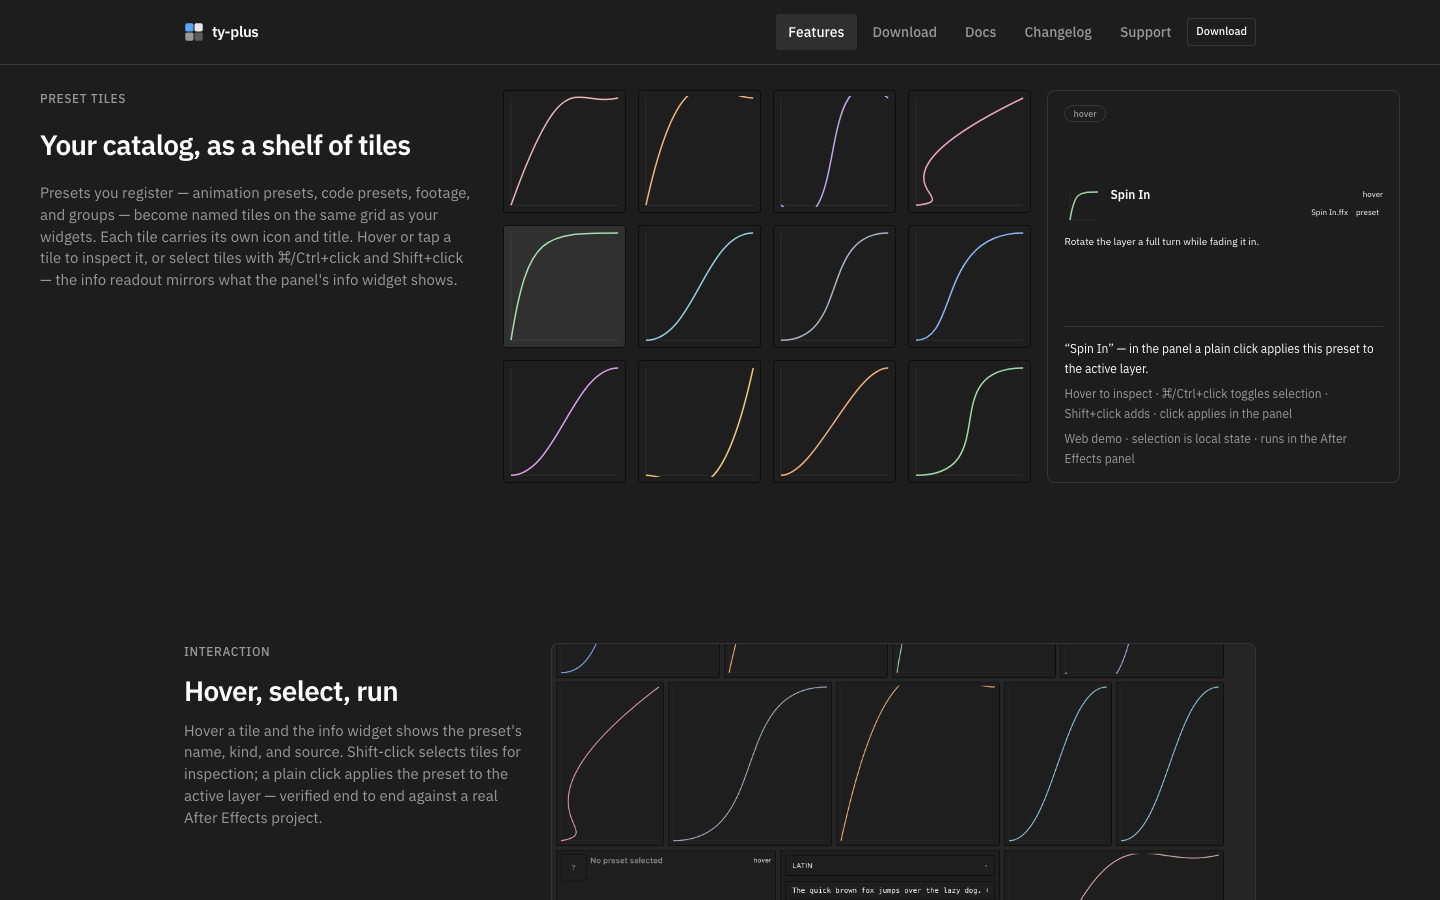 ty-plus
Features
Download
Docs
Changelog
Support
Download
PRESET TILES
Your catalog, as a shelf of tiles
Presets you register — animation presets, code presets, footage,
and groups — become named tiles on the same grid as your
widgets. Each tile carries its own icon and title. Hover or tap a
tile to inspect it, or select tiles with ⌘/Ctrl+click and Shift+click
— the info readout mirrors what the panel's info widget shows.
hover
Spin In
hover
Spin In.ffx preset
Rotate the layer a full turn while fading it in.
“Spin In” — in the panel a plain click applies this preset to
the active layer.
Hover to inspect · ⌘/Ctrl+click toggles selection ·
Shift+click adds · click applies in the panel
Web demo · selection is local state · runs in the After
Effects panel
INTERACTION
Hover, select, run
Hover a tile and the info widget shows the preset's
name, kind, and source. Shift-click selects tiles for
inspection; a plain click applies the preset to the
active layer — verified end to end against a real
After Effects project.
?
No preset selected
hover
LATIN
The quick brown fox jumps over the lazy dog.